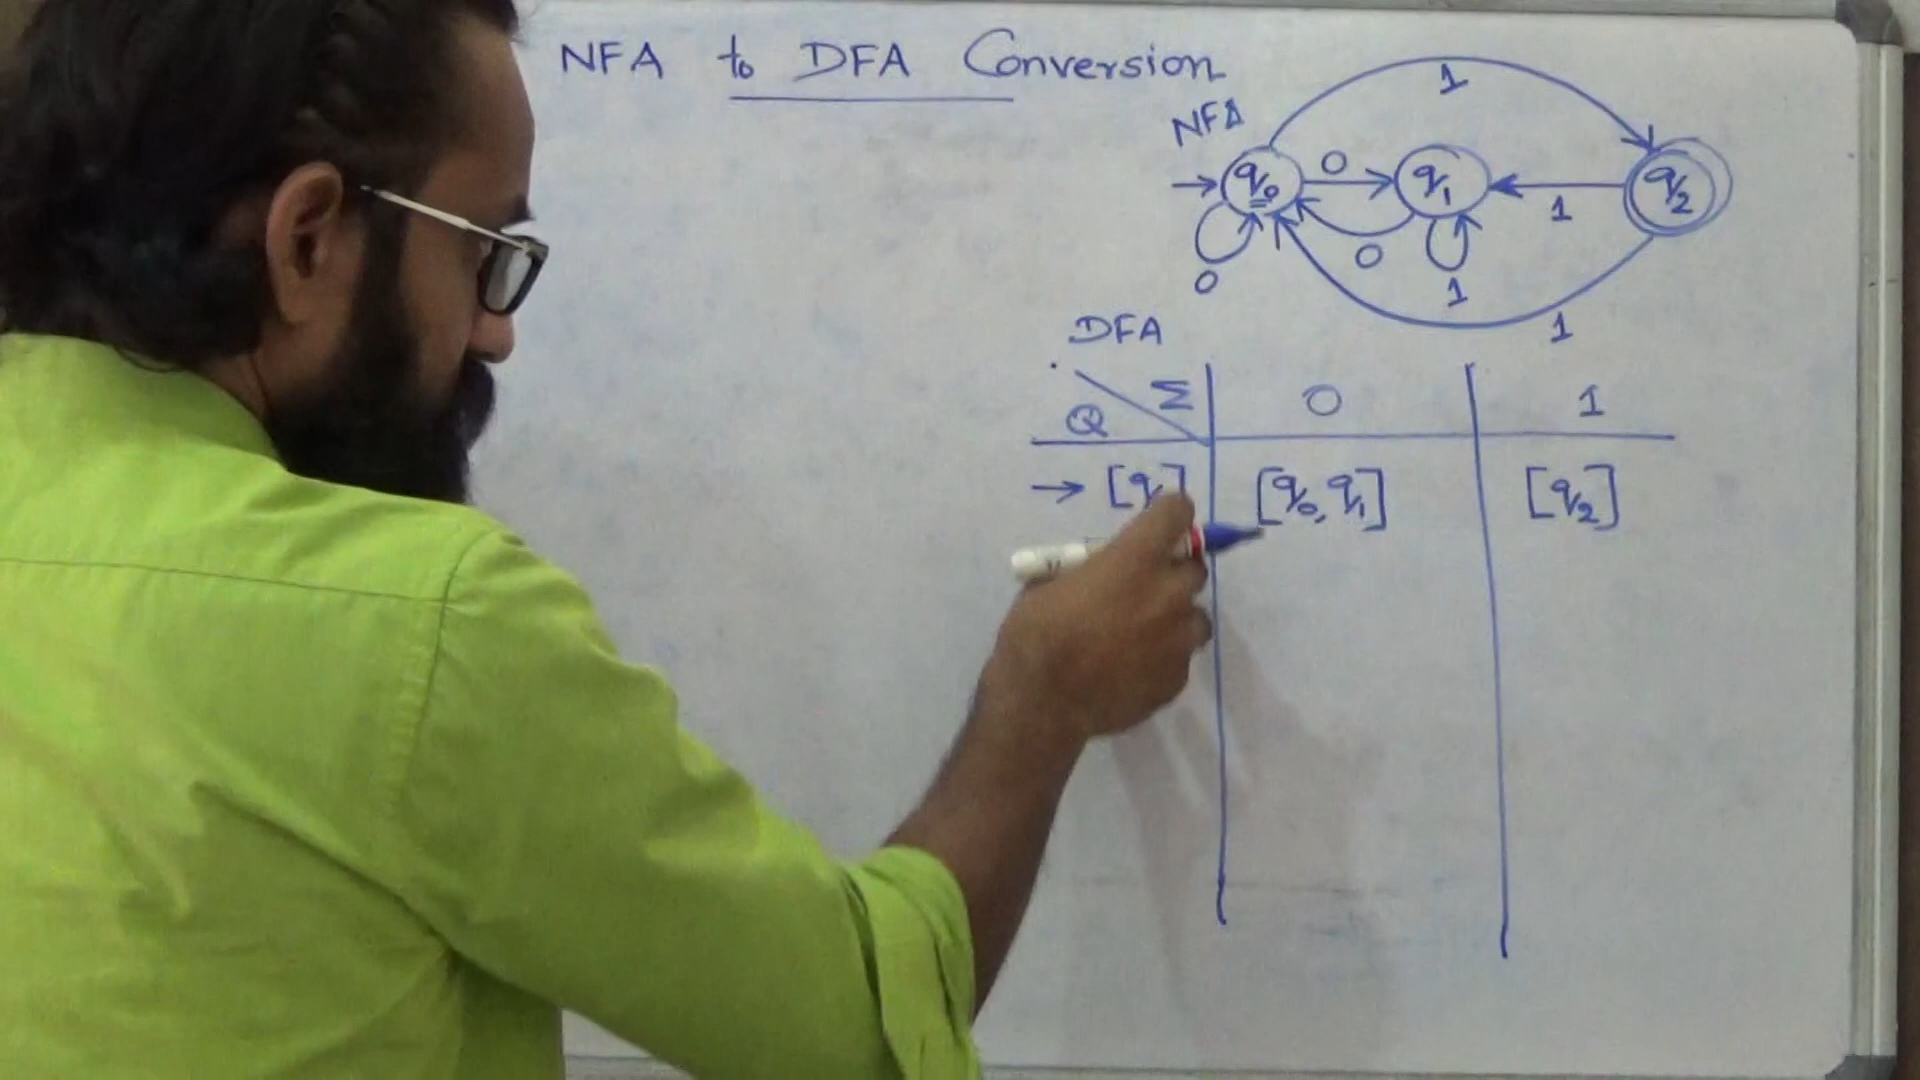 NFA to DFA Conversion
NFA
1
q0 0 q1 1 q2
0 0 1 1
DFA
Q Σ 0 1
→ [q [q0, q1] [q2]